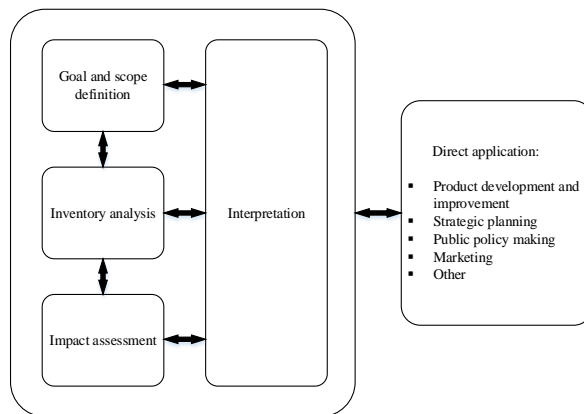 Goal and scope
definition
Inventory analysis
Impact assessment
Interpretation
Direct application:
▪ Product development and
improvement
▪ Strategic planning
▪ Public policy making
▪ Marketing
▪ Other